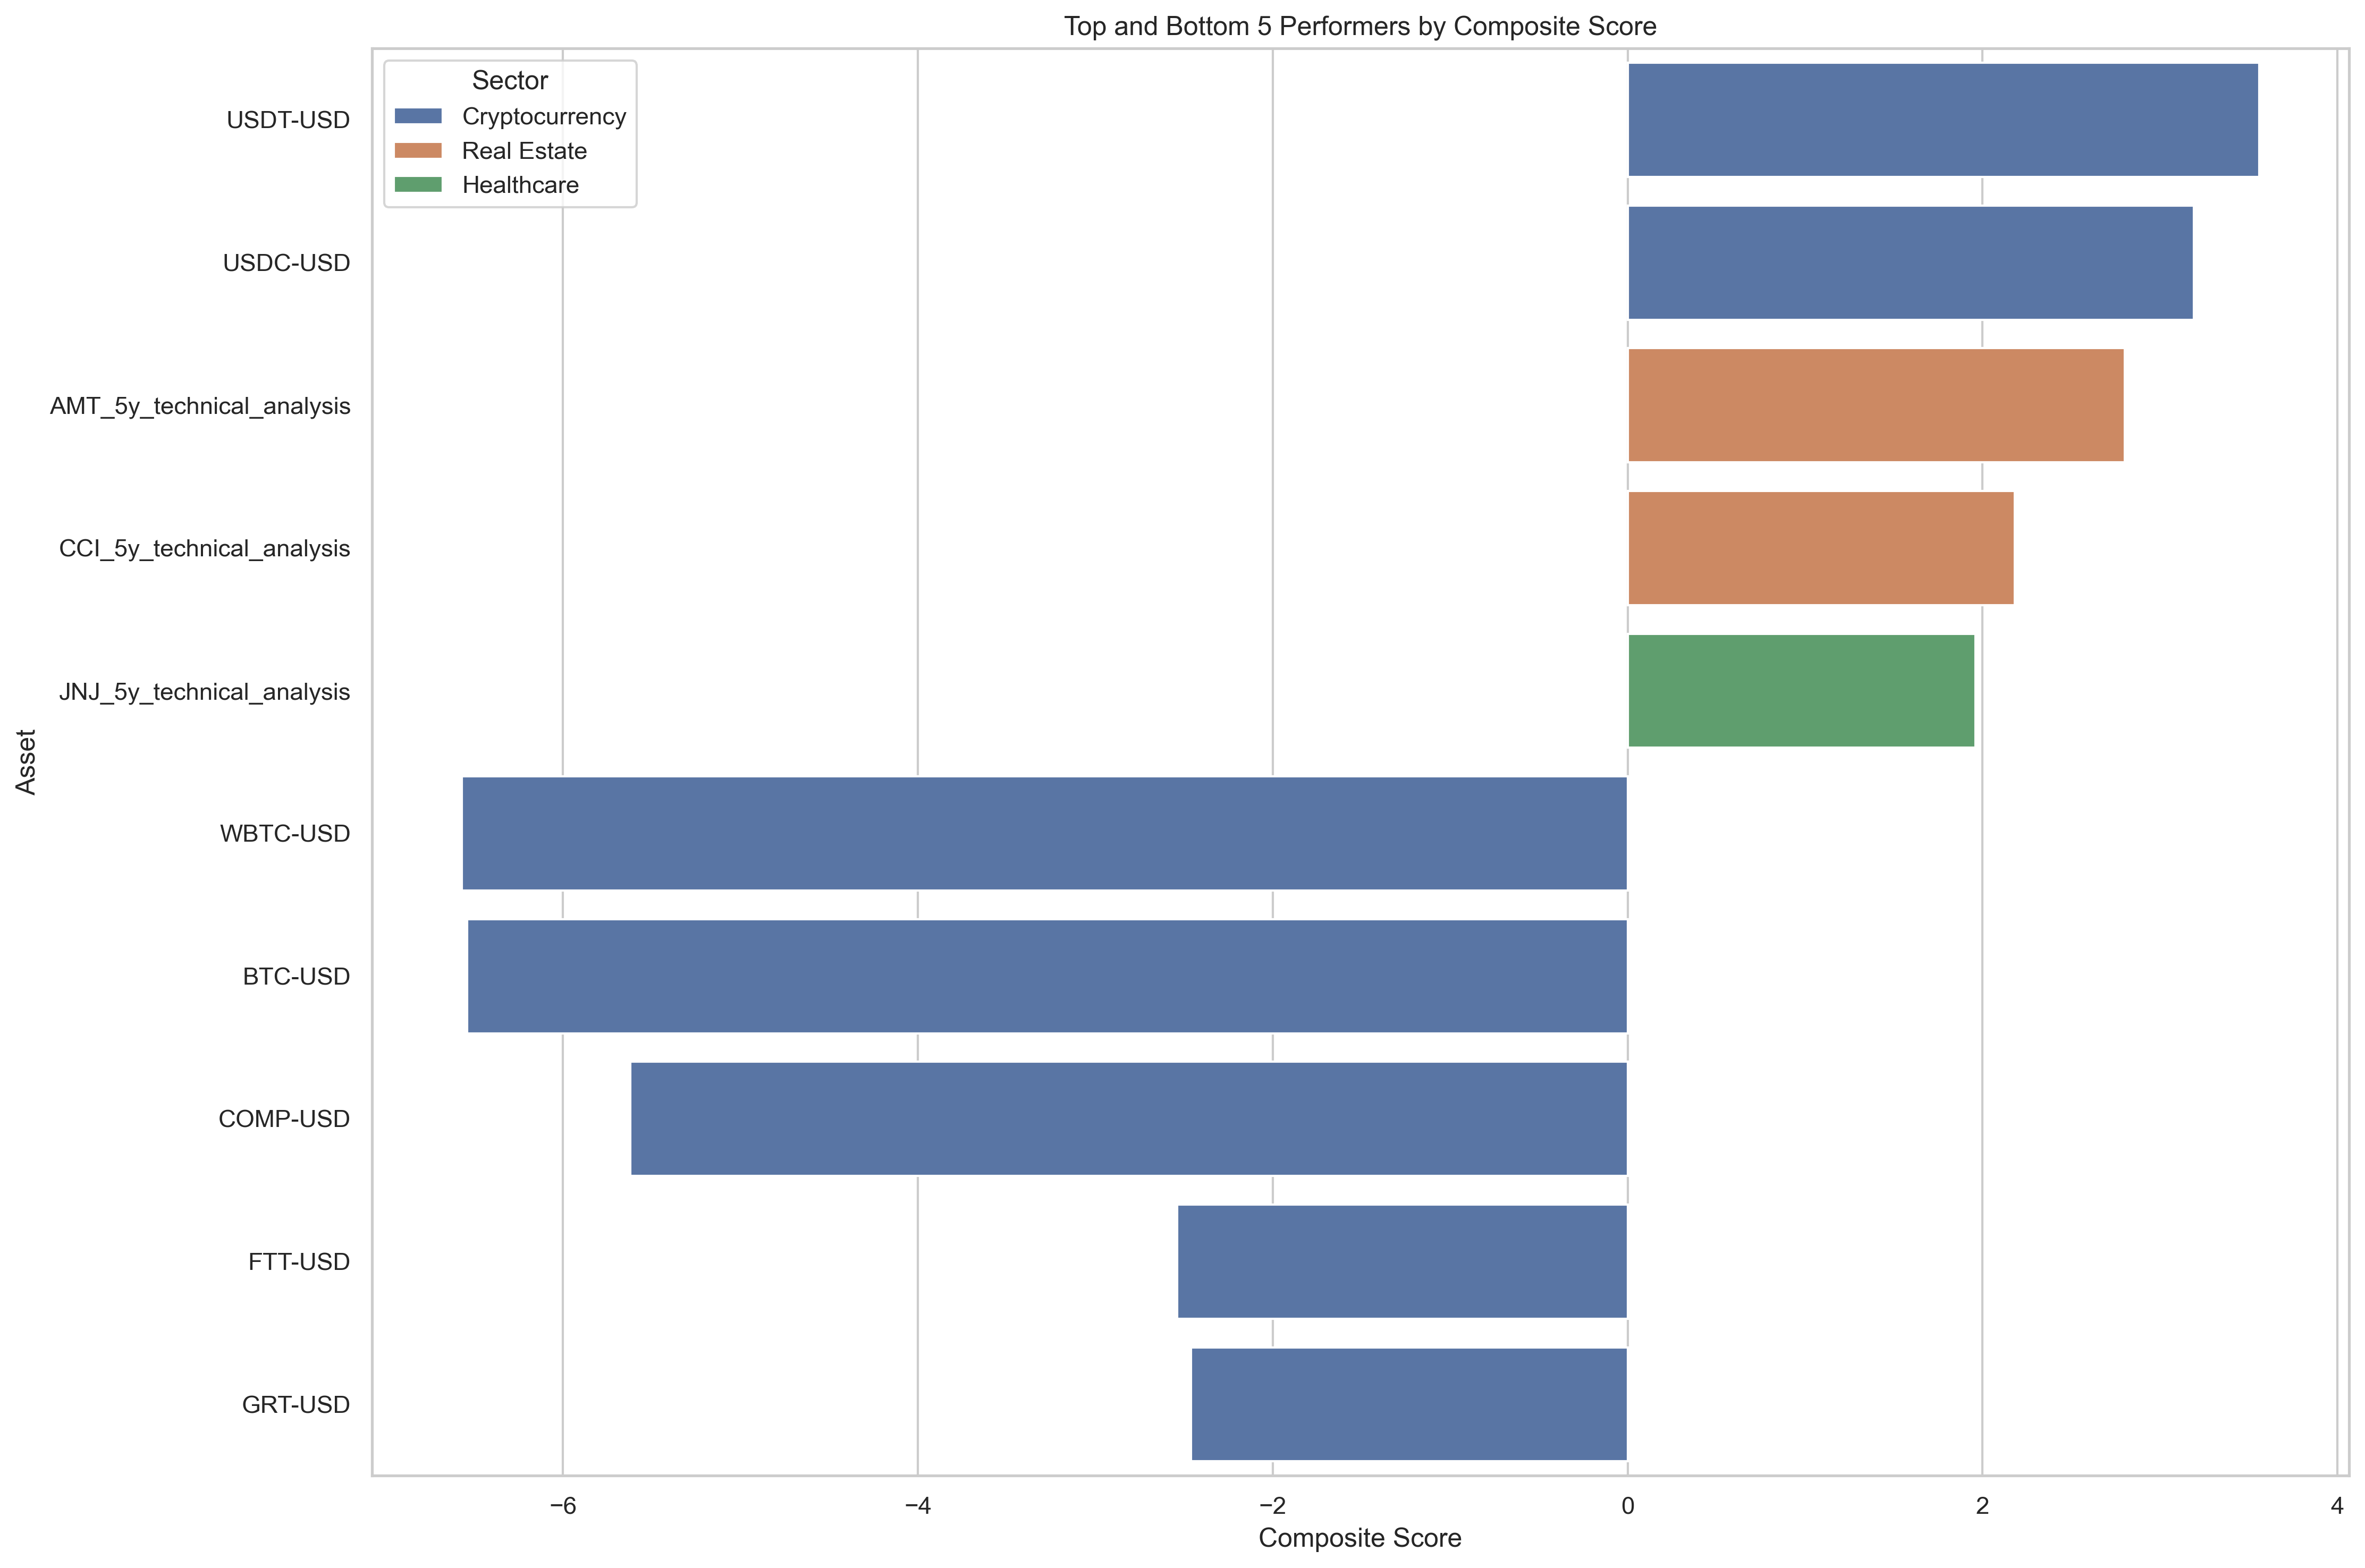 Top and Bottom 5 Performers by Composite Score
Sector
Cryptocurrency
Real Estate
Healthcare
USDT-USD
USDC-USD
AMT_5y_technical_analysis
CCI_5y_technical_analysis
JNJ_5y_technical_analysis
WBTC-USD
BTC-USD
COMP-USD
FTT-USD
GRT-USD
Asset
−6 −4 −2 0 2 4
Composite Score